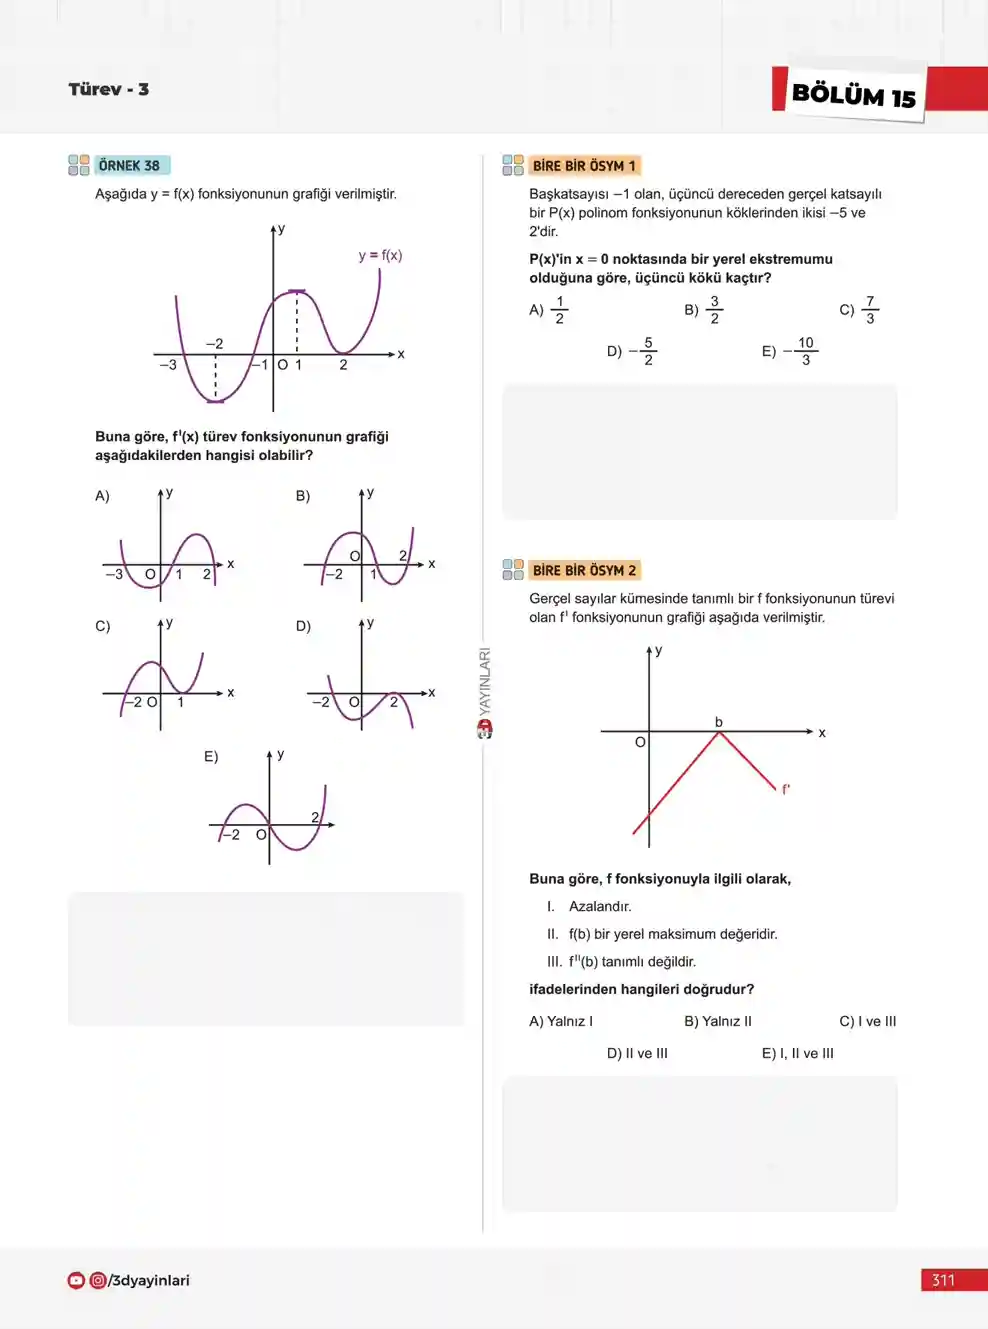 Türev - 3
BÖLÜM 15
ÖRNEK 38
Aşağıda y = f(x) fonksiyonunun grafiği verilmiştir.
y
y = f(x)
−2
x
−3
−1
O
1
2
Buna göre, f'(x) türev fonksiyonunun grafiği
aşağıdakilerden hangisi olabilir?
A)
y
x
−3
O
1
2
B)
y
O
2
x
−2
1
C)
y
x
−2
O
1
D)
y
x
−2
O
2
E)
y
2
−2
O
BİRE BİR ÖSYM 1
Başkatsayısı −1 olan, üçüncü dereceden gerçel katsayılı
bir P(x) polinom fonksiyonunun köklerinden ikisi −5 ve
2'dir.
P(x)'in x = 0 noktasında bir yerel ekstremumu
olduğuna göre, üçüncü kökü kaçtır?
A) 1/2 B) 3/2 C) 7/3
D) −5/2 E) −10/3
BİRE BİR ÖSYM 2
Gerçel sayılar kümesinde tanımlı bir f fonksiyonunun türevi
olan f' fonksiyonunun grafiği aşağıda verilmiştir.
y
b
x
O
f'
Buna göre, f fonksiyonuyla ilgili olarak,
I. Azalandır.
II. f(b) bir yerel maksimum değeridir.
III. f''(b) tanımlı değildir.
ifadelerinden hangileri doğrudur?
A) Yalnız I B) Yalnız II C) I ve III
D) II ve III E) I, II ve III
3D YAYINLARI
/3dyayinlari
311